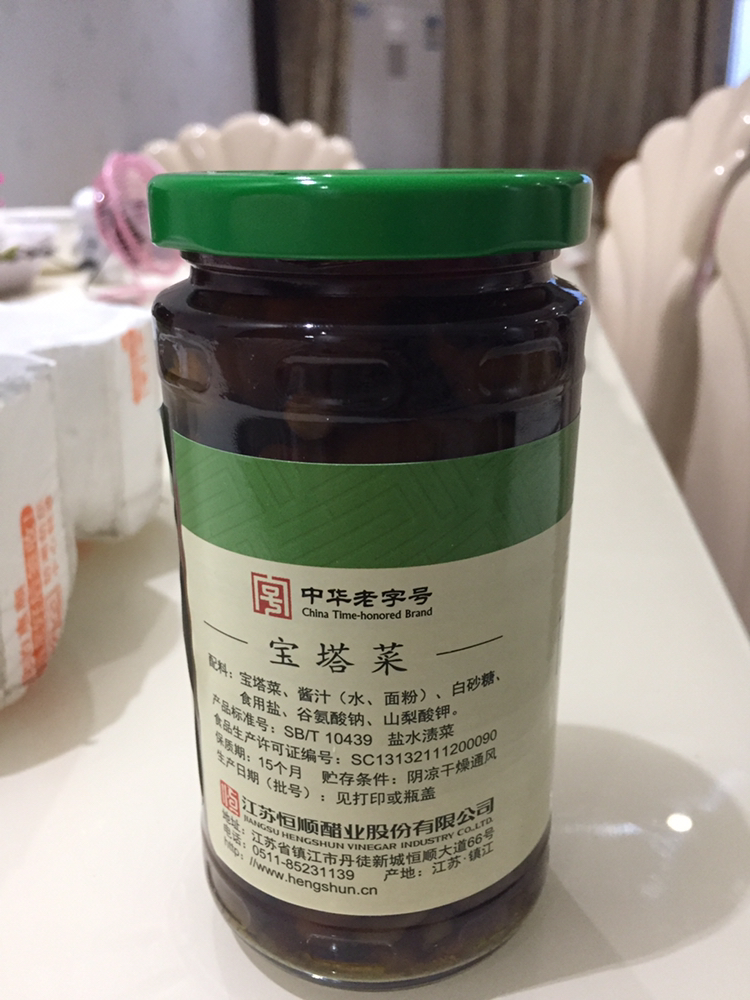 中华老字号
China Time-honored Brand
宝塔菜
配料：宝塔菜、酱汁（水、面粉）、白砂糖、
食用盐、谷氨酸钠、山梨酸钾。
产品标准号：SB/T 10439 盐水渍菜
食品生产许可证编号：SC13132111200090
保质期：15个月 贮存条件：阴凉干燥通风
生产日期（批号）：见打印或瓶盖
江苏恒顺醋业股份有限公司
JIANGSU HENGSHUN VINEGAR INDUSTRY CO.,LTD.
地址：江苏省镇江市丹徒新城恒顺大道66号
电话：0511-85231139 产地：江苏·镇江
http: //www.hengshun.cn